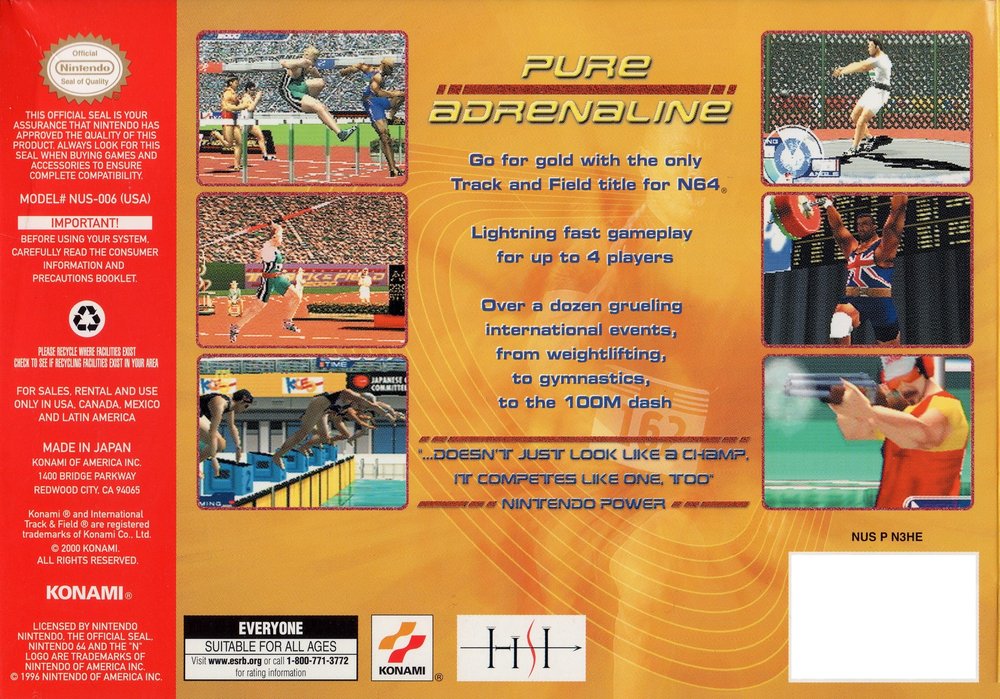 Official
Nintendo
Seal of Quality
THIS OFFICIAL SEAL IS YOUR
ASSURANCE THAT NINTENDO HAS
APPROVED THE QUALITY OF THIS
PRODUCT. ALWAYS LOOK FOR THIS
SEAL WHEN BUYING GAMES AND
ACCESSORIES TO ENSURE
COMPLETE COMPATIBILITY.
MODEL# NUS-006 (USA)
IMPORTANT!
BEFORE USING YOUR SYSTEM,
CAREFULLY READ THE CONSUMER
INFORMATION AND
PRECAUTIONS BOOKLET.
PLEASE RECYCLE WHERE FACILITIES EXIST
CHECK TO SEE IF RECYCLING FACILITIES EXIST IN YOUR AREA
FOR SALES, RENTAL AND USE
ONLY IN USA, CANADA, MEXICO
AND LATIN AMERICA
MADE IN JAPAN
KONAMI OF AMERICA INC.
1400 BRIDGE PARKWAY
REDWOOD CITY, CA 94065
Konami ® and International
Track & Field ® are registered
trademarks of Konami Co., Ltd.
© 2000 KONAMI.
ALL RIGHTS RESERVED.
KONAMI®
LICENSED BY NINTENDO
NINTENDO, THE OFFICIAL SEAL,
NINTENDO 64 AND THE "N"
LOGO ARE TRADEMARKS OF
NINTENDO OF AMERICA INC.
© 1996 NINTENDO OF AMERICA INC.
TIME
JAPANESE
COMMITTEE
MING
PURE
ADRENALINE
Go for gold with the only
Track and Field title for N64®
Lightning fast gameplay
for up to 4 players
Over a dozen grueling
international events,
from weightlifting,
to gymnastics,
to the 100M dash
62
"...DOESN'T JUST LOOK LIKE A CHAMP,
IT COMPETES LIKE ONE, TOO"
NINTENDO POWER
ANGLE
NUS P N3HE
EVERYONE
SUITABLE FOR ALL AGES
Visit www.esrb.org or call 1-800-771-3772
for rating information
KONAMI ®
HSI